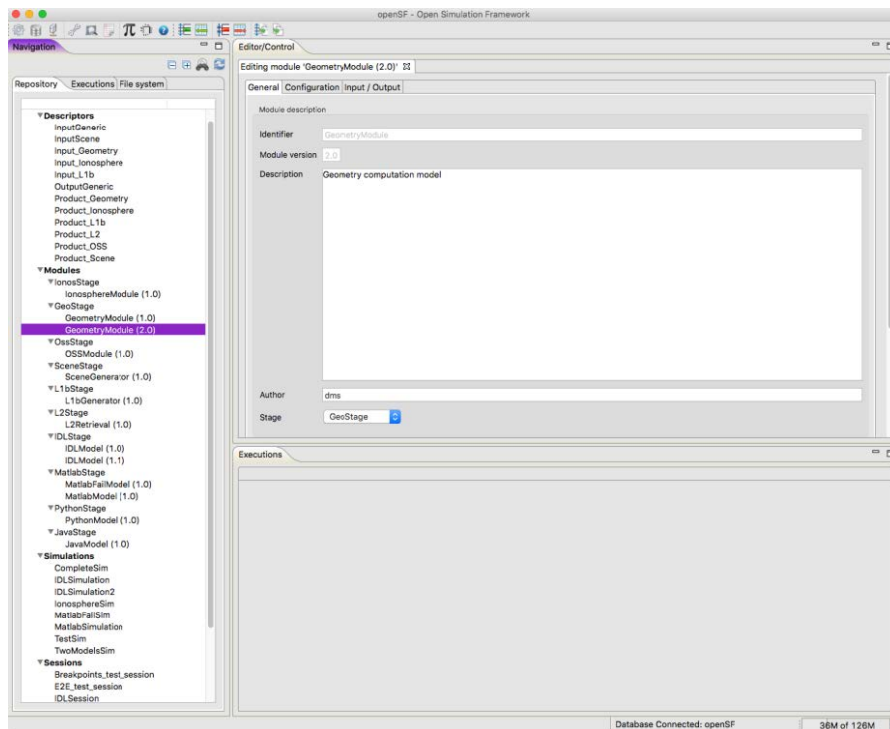 openSF - Open Simulation Framework
Navigation
Repository Executions File system
Descriptors
InputGeneric
InputScene
Input_Geometry
Input_Ionosphere
Input_L1b
OutputGeneric
Product_Geometry
Product_Ionosphere
Product_L1b
Product_L2
Product_OSS
Product_Scene
Modules
IonosStage
IonosphereModule (1.0)
GeoStage
GeometryModule (1.0)
GeometryModule (2.0)
OssStage
OSSModule (1.0)
SceneStage
SceneGenerator (1.0)
L1bStage
L1bGenerator (1.0)
L2Stage
L2Retrieval (1.0)
IDLStage
IDLModel (1.0)
IDLModel (1.1)
MatlabStage
MatlabFailModel (1.0)
MatlabModel (1.0)
PythonStage
PythonModel (1.0)
JavaStage
JavaModel (1.0)
Simulations
CompleteSim
IDLSimulation
IDLSimulation2
IonosphereSim
MatlabFailSim
MatlabSimulation
TestSim
TwoModelsSim
Sessions
Breakpoints_test_session
E2E_test_session
IDLSession
Editor/Control
Editing module 'GeometryModule (2.0)'
General Configuration Input / Output
Module description
Identifier GeometryModule
Module version 2.0
Description Geometry computation model
Author dms
Stage GeoStage
Executions
Database Connected: openSF 36M of 126M